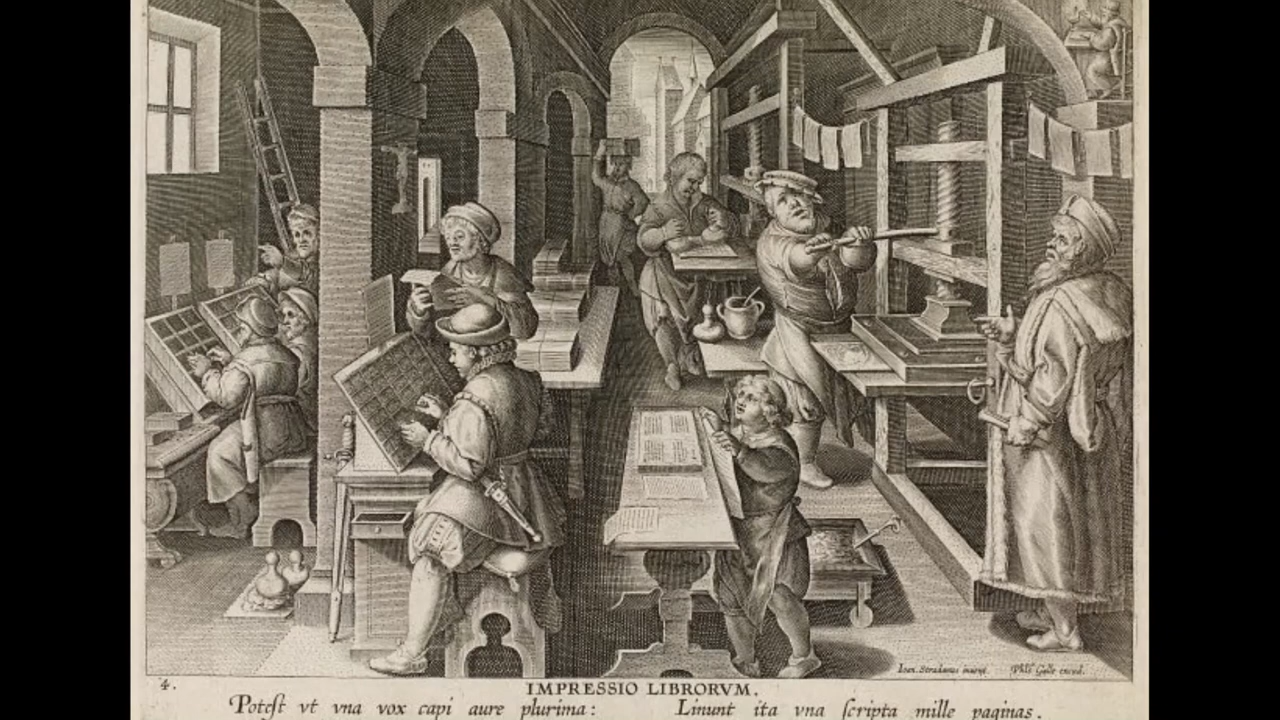 Ioan. Stradanus invent. Phls Galle excud.
4.
IMPRESSIO LIBRORVM.
Potest vt vna vox capi aure plurima: Linunt ita vna scripta mille paginas.